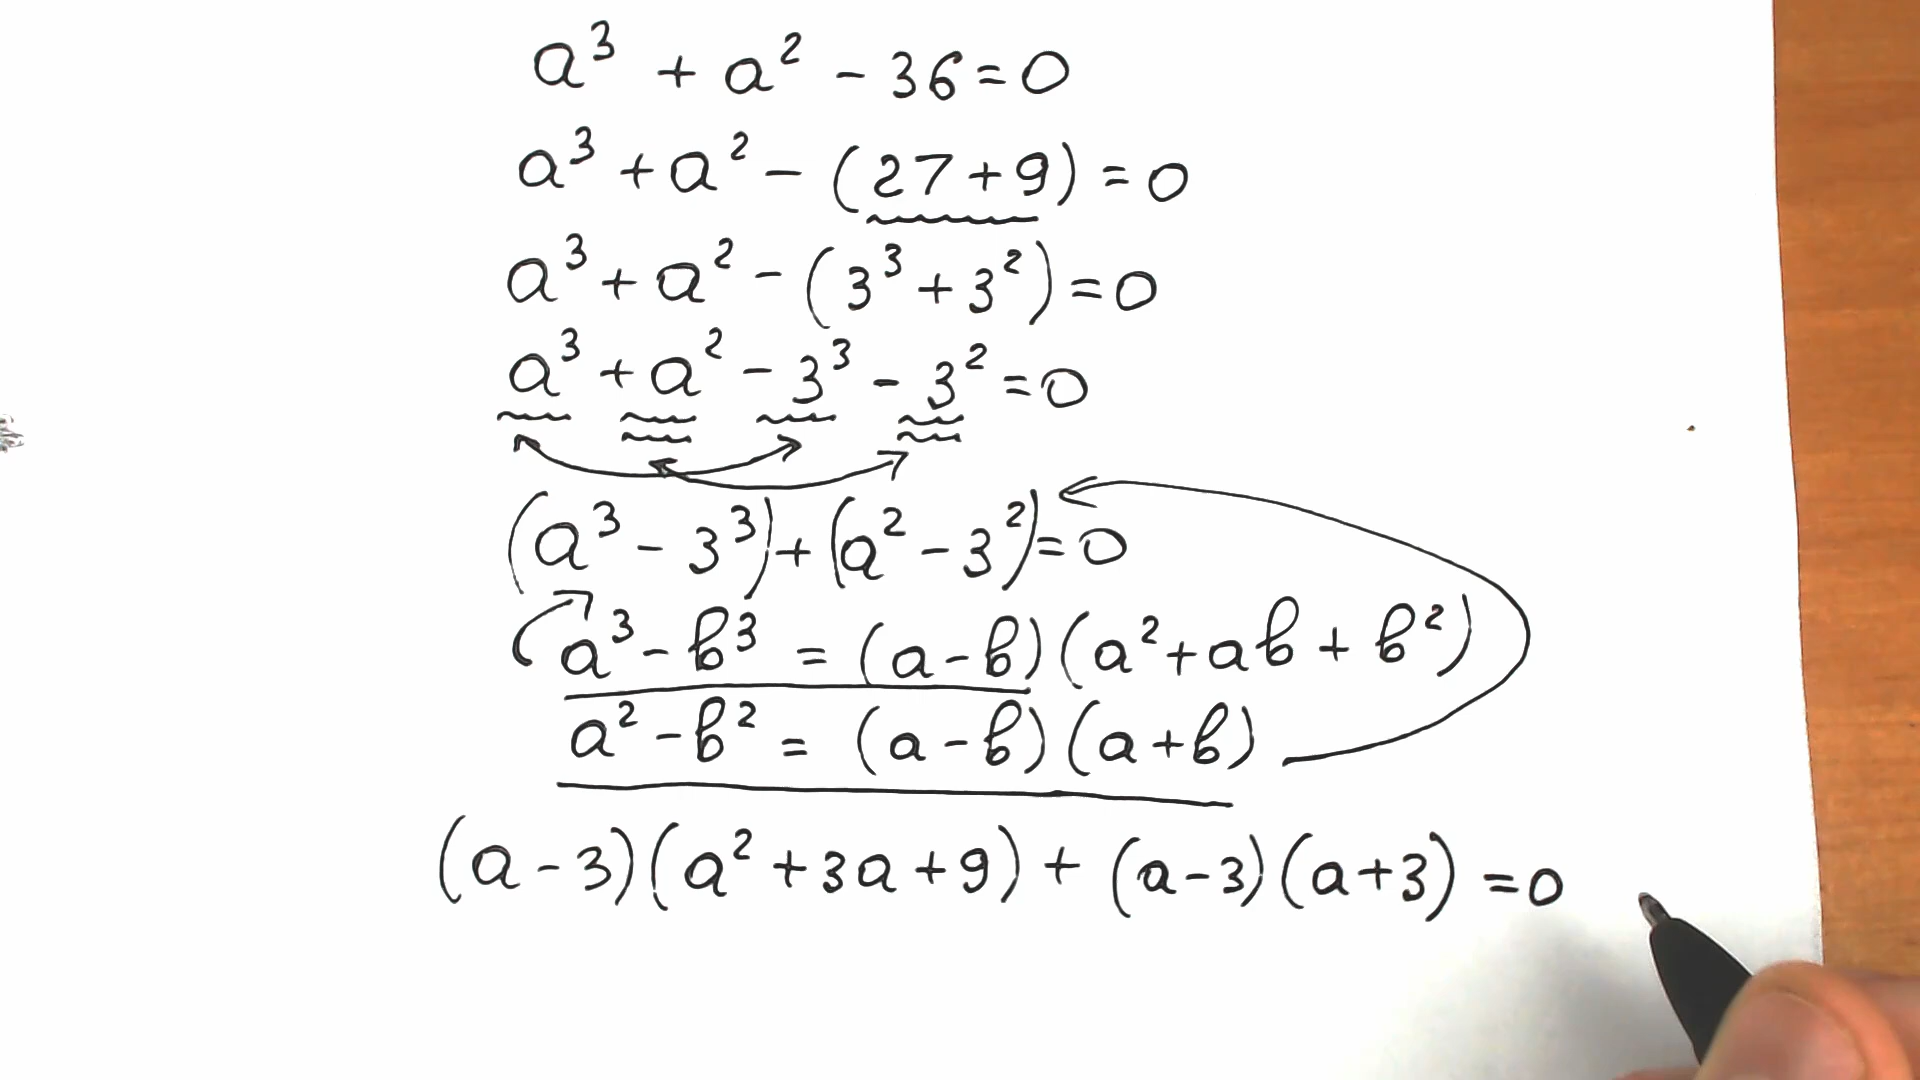 a³ + a² - 36 = 0
a³ + a² - (27 + 9) = 0
a³ + a² - (3³ + 3²) = 0
a³ + a² - 3³ - 3² = 0
(a³ - 3³) + (a² - 3²) = 0
a³ - b³ = (a - b)(a² + ab + b²)
a² - b² = (a - b)(a + b)
(a - 3)(a² + 3a + 9) + (a - 3)(a + 3) = 0